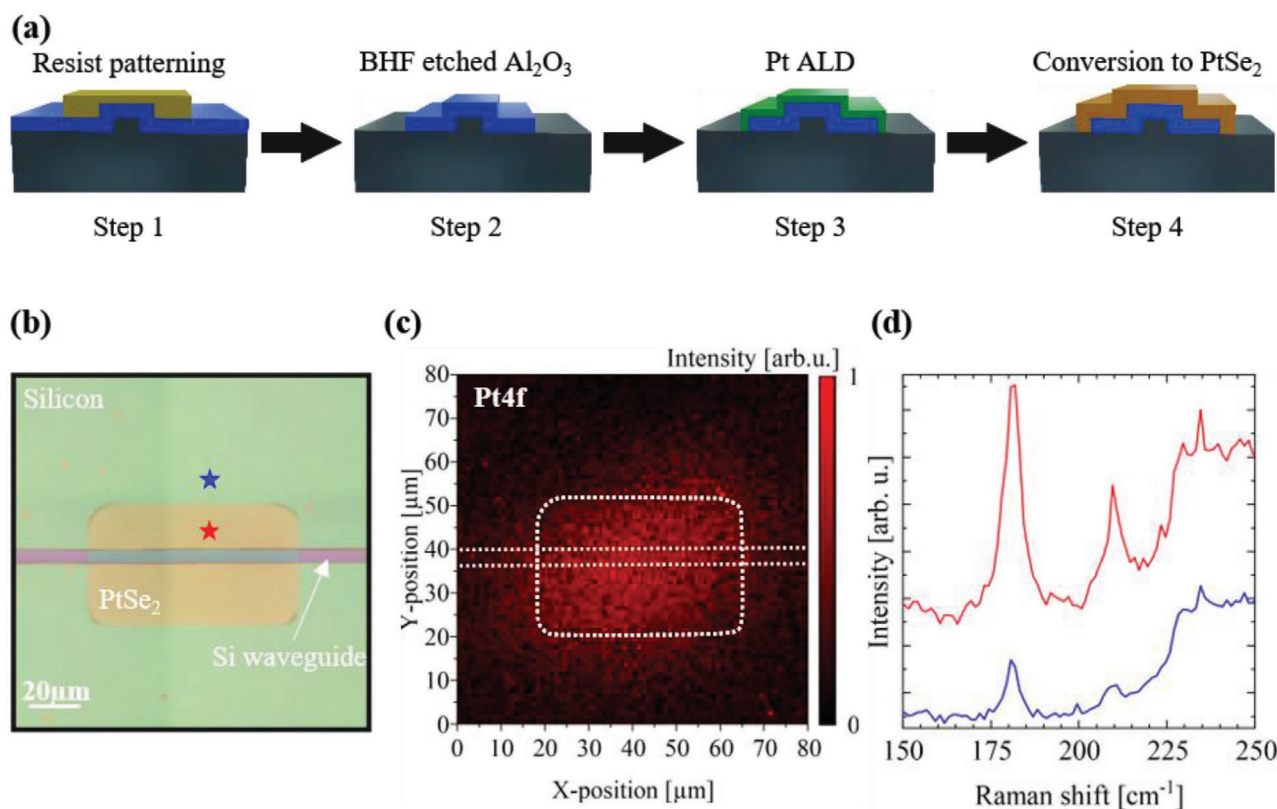 (a)
Resist patterning
BHF etched Al₂O₃
Pt ALD
Conversion to PtSe₂
Step 1
Step 2
Step 3
Step 4
(b)
Silicon
PtSe₂
Si waveguide
20μm
(c)
Intensity [arb.u.]
1
0
Pt4f
Y-position [μm]
80
70
60
50
40
30
20
10
0
0 10 20 30 40 50 60 70 80
X-position [μm]
(d)
Intensity [arb. u.]
150 175 200 225 250
Raman shift [cm⁻¹]